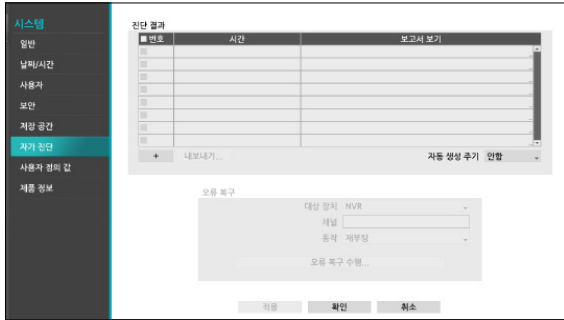 시스템
일반
날짜/시간
사용자
보안
저장 공간
자가 진단
사용자 정의 값
제품 정보
진단 결과
번호 시간 보고서 보기
+ 내보내기... 자동 생성 주기 안함
오류 복구
대상 장치 NVR
채널
동작 재부팅
오류 복구 수행...
적용 확인 취소